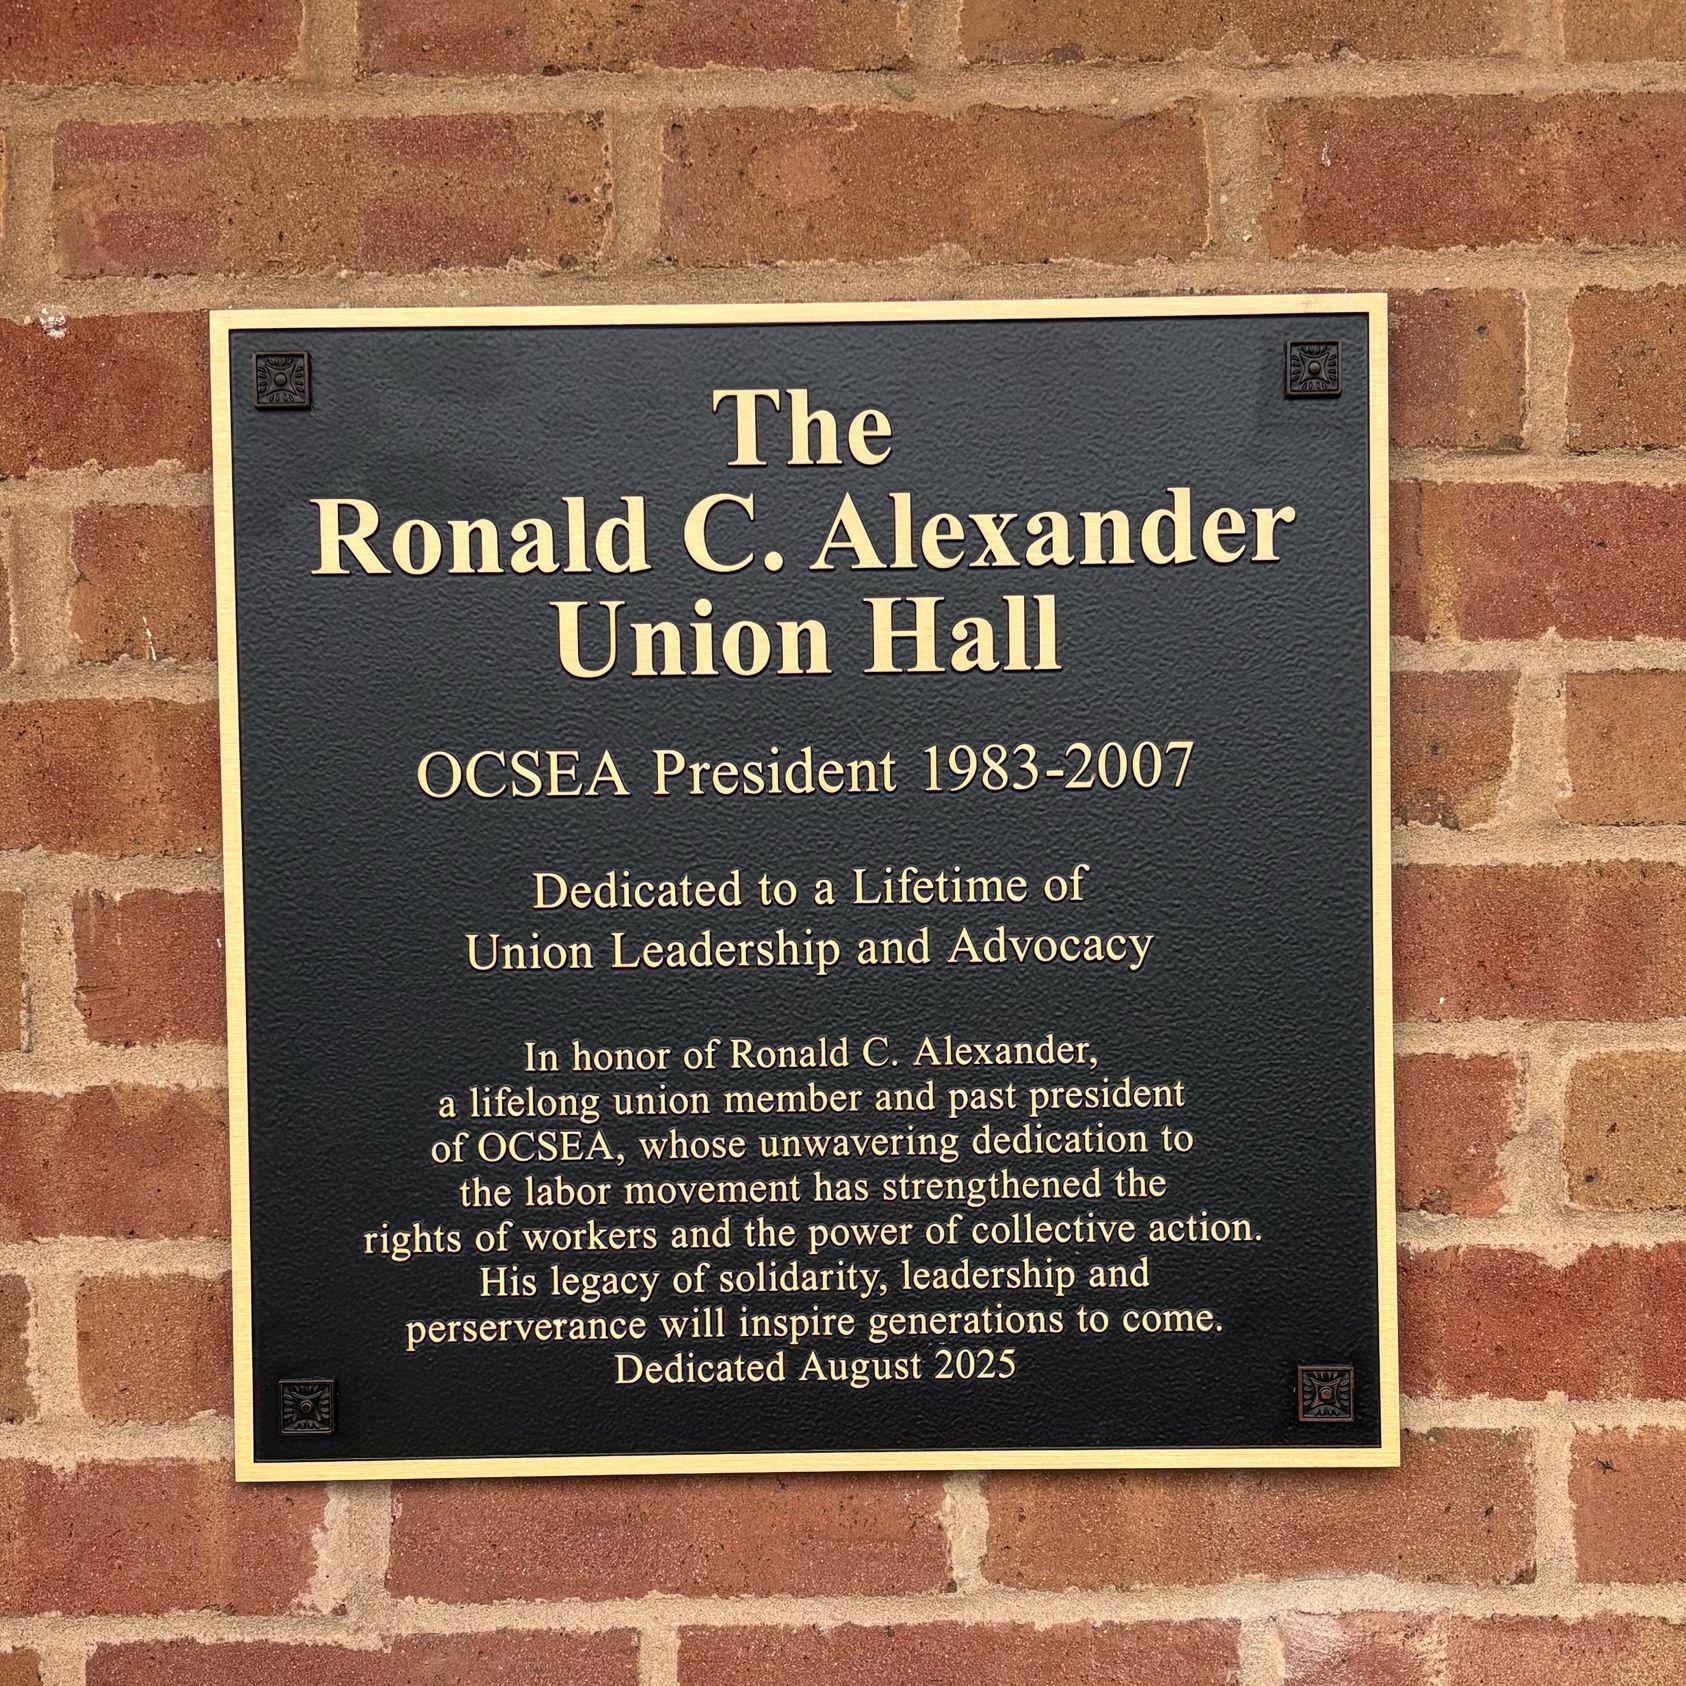 The
Ronald C. Alexander
Union Hall
OCSEA President 1983-2007
Dedicated to a Lifetime of
Union Leadership and Advocacy
In honor of Ronald C. Alexander,
a lifelong union member and past president
of OCSEA, whose unwavering dedication to
the labor movement has strengthened the
rights of workers and the power of collective action.
His legacy of solidarity, leadership and
perserverance will inspire generations to come.
Dedicated August 2025